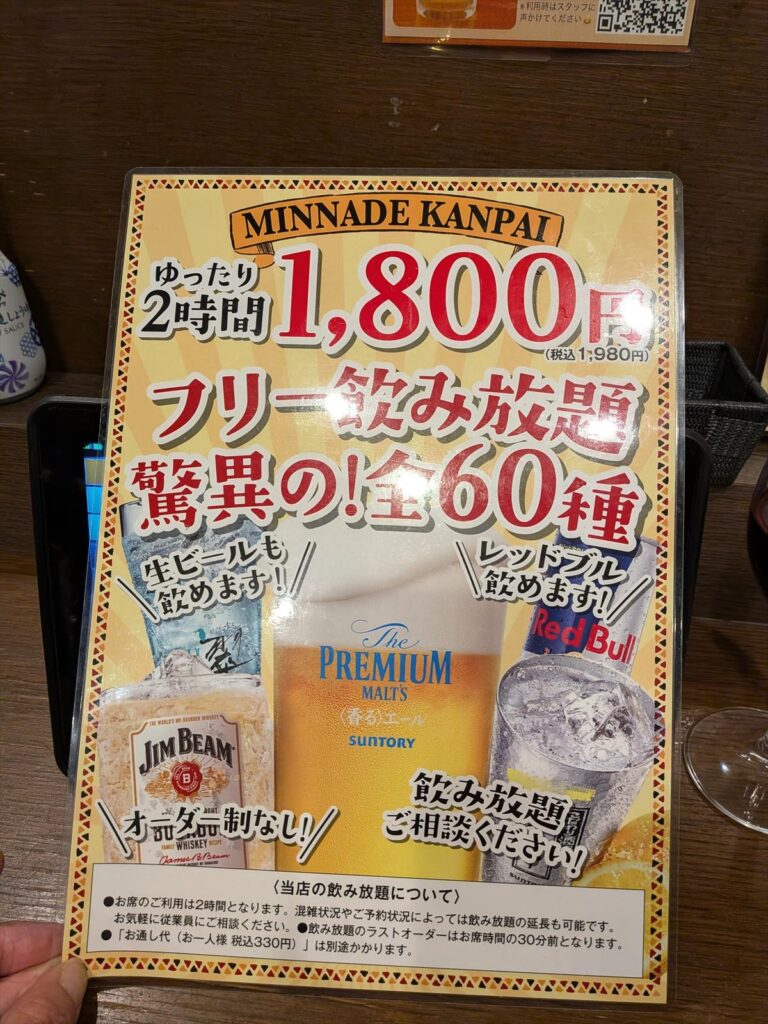 ※利用時はスタッフに
声かけてください
MINNADE KANPAI
ゆったり
2時間
1,800円
(税込1,980円)
フリー飲み放題
驚異の!全60種
生ビールも
飲めます!
レッドブル
飲めます!
Red Bull
The
PREMIUM
MALT'S
〈香る〉エール
SUNTORY
JIM BEAM
B
WHISKEY
James B. Beam
オーダー制なし!
飲み放題
ご相談ください!
〈当店の飲み放題について〉
●お席のご利用は2時間となります。混雑状況やご予約状況によっては飲み放題の延長も可能です。
お気軽に従業員にご相談ください。●飲み放題のラストオーダーはお席時間の30分前となります。
●「お通し代(お一人様 税込330円)」は別途かかります。